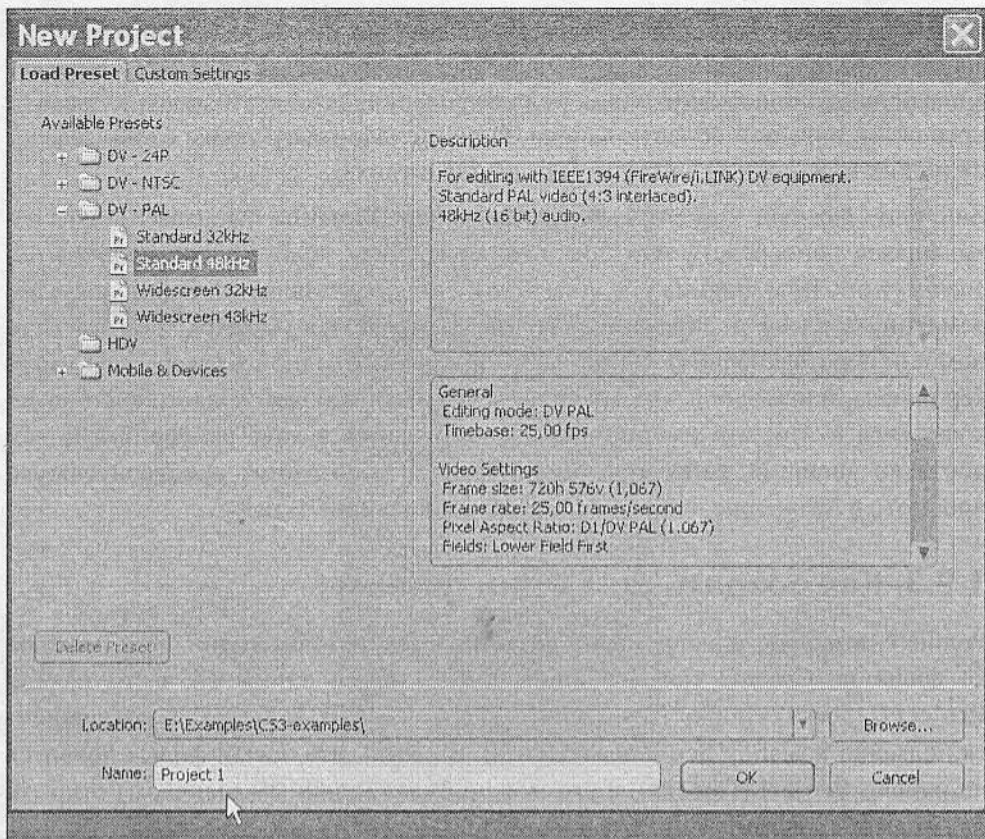 New Project
Load Preset Custom Settings
Available Presets
DV - 24P
DV - NTSC
DV - PAL
Pr Standard 32kHz
Pr Standard 48kHz
Pr Widescreen 32kHz
Pr Widescreen 48kHz
HDV
Mobile & Devices
Delete Preset
Description
For editing with IEEE1394 (FireWire/i.LINK) DV equipment.
Standard PAL video (4:3 interlaced).
48kHz (16 bit) audio.
General
Editing mode: DV PAL
Timebase: 25,00 fps
Video Settings
Frame size: 720h 576v (1,067)
Frame rate: 25,00 frames/second
Pixel Aspect Ratio: D1/DV PAL (1.067)
Fields: Lower Field First
Location: E:\Examples\CS3-examples\ Browse...
Name: Project 1 OK Cancel